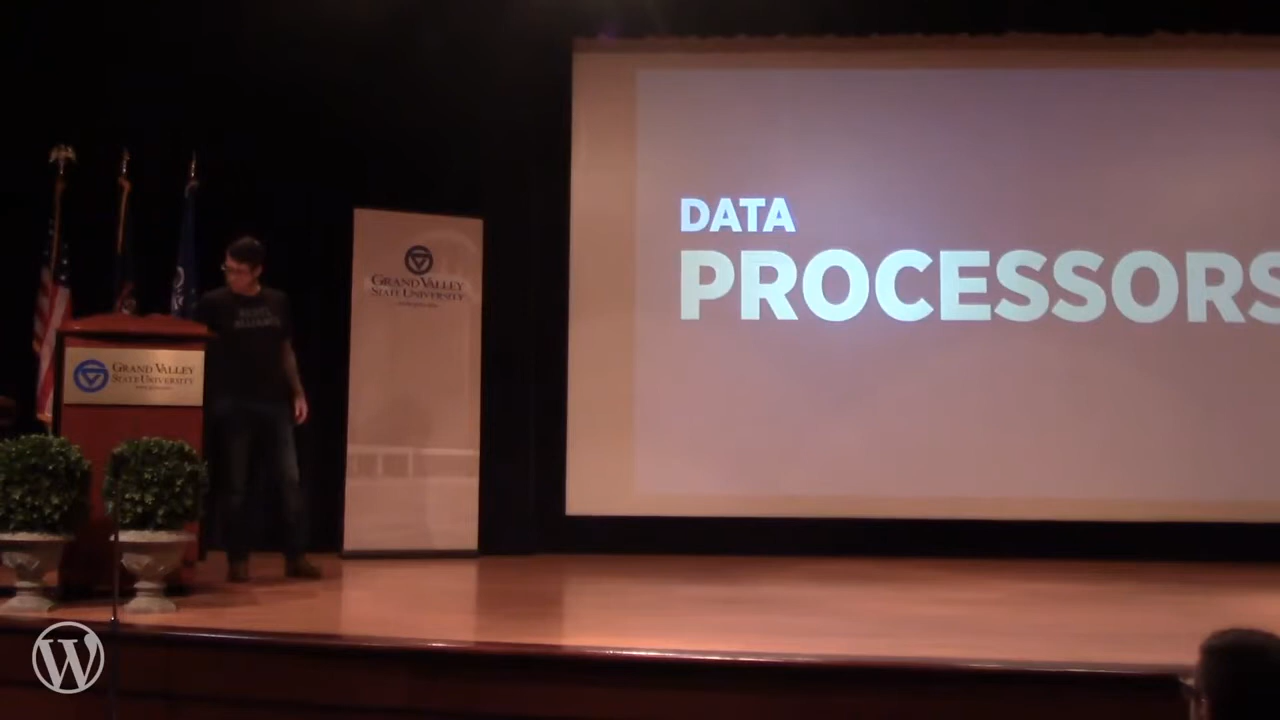 DATA
PROCESSORS
GRAND VALLEY
STATE UNIVERSITY
GRAND VALLEY
STATE UNIVERSITY